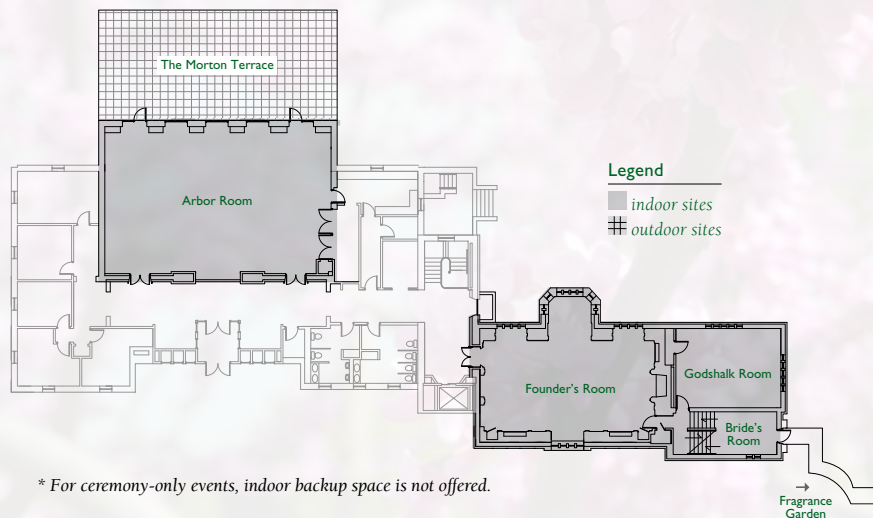 The Morton Terrace
Arbor Room
Legend
indoor sites
outdoor sites
Founder's Room
Godshalk Room
Bride's
Room
* For ceremony-only events, indoor backup space is not offered.
Fragrance
Garden